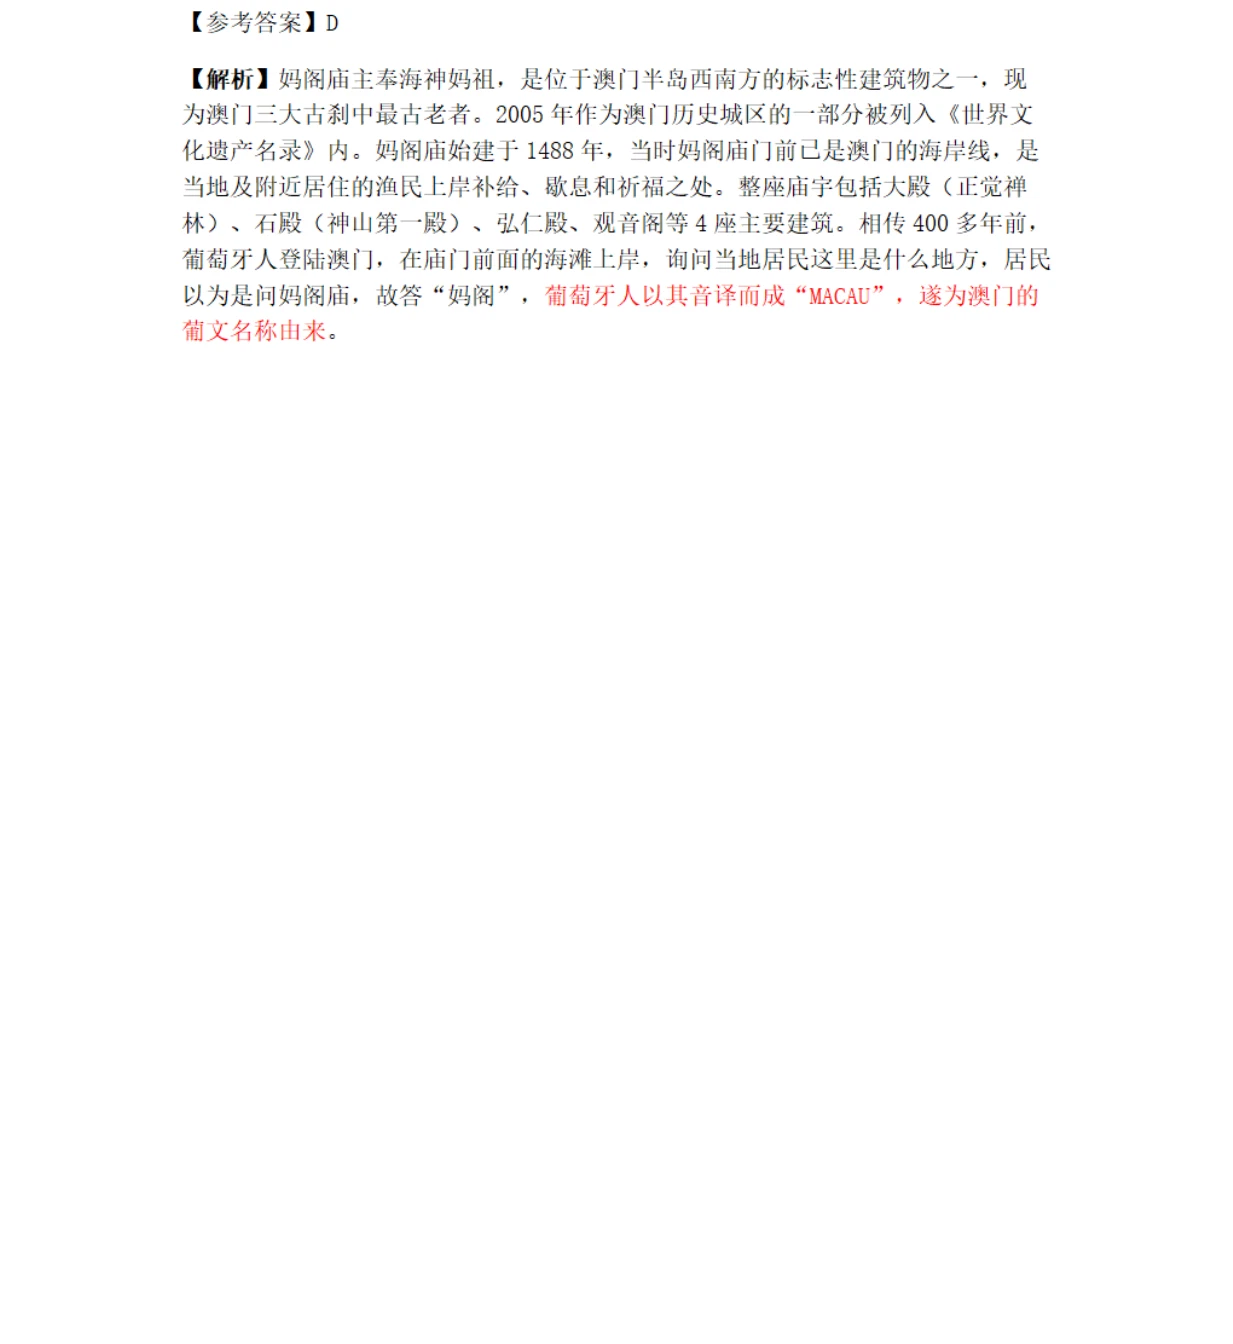 【参考答案】D
【解析】妈阁庙主奉海神妈祖，是位于澳门半岛西南方的标志性建筑物之一，现
为澳门三大古刹中最古老者。2005 年作为澳门历史城区的一部分被列入《世界文
化遗产名录》内。妈阁庙始建于 1488 年，当时妈阁庙门前已是澳门的海岸线，是
当地及附近居住的渔民上岸补给、歇息和祈福之处。整座庙宇包括大殿（正觉禅
林）、石殿（神山第一殿）、弘仁殿、观音阁等 4 座主要建筑。相传 400 多年前，
葡萄牙人登陆澳门，在庙门前面的海滩上岸，询问当地居民这里是什么地方，居民
以为是问妈阁庙，故答“妈阁”，葡萄牙人以其音译而成“MACAU”，遂为澳门的
葡文名称由来。